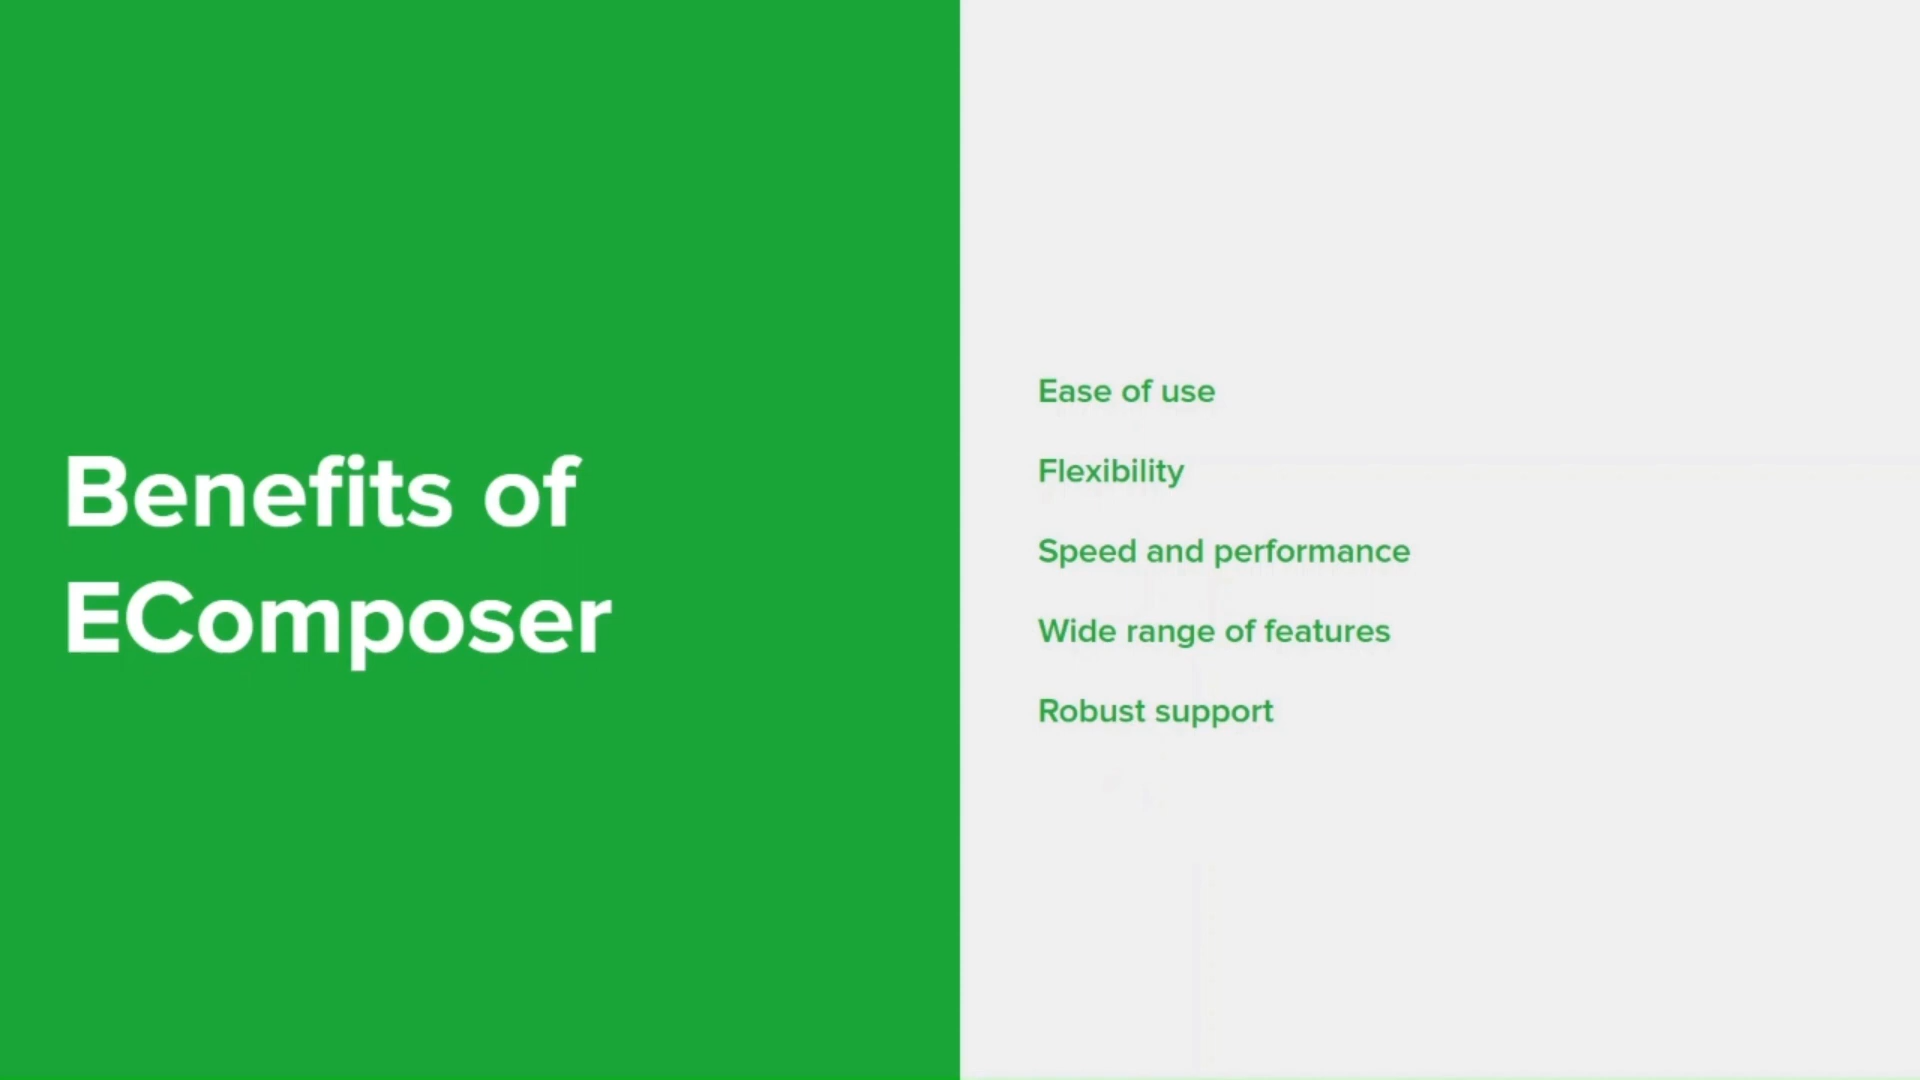 Benefits of
EComposer
Ease of use
Flexibility
Speed and performance
Wide range of features
Robust support